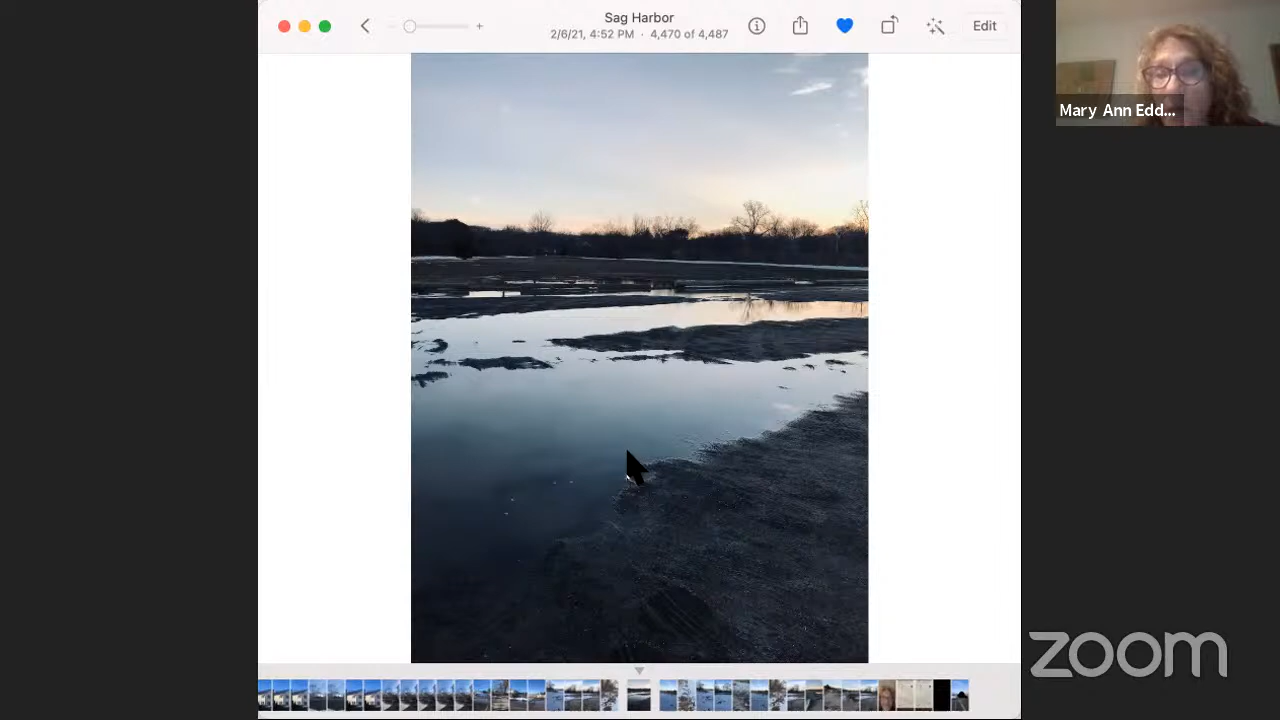 Sag Harbor
2/6/21, 4:52 PM · 4,470 of 4,487
Edit
Mary Ann Edd...
zoom